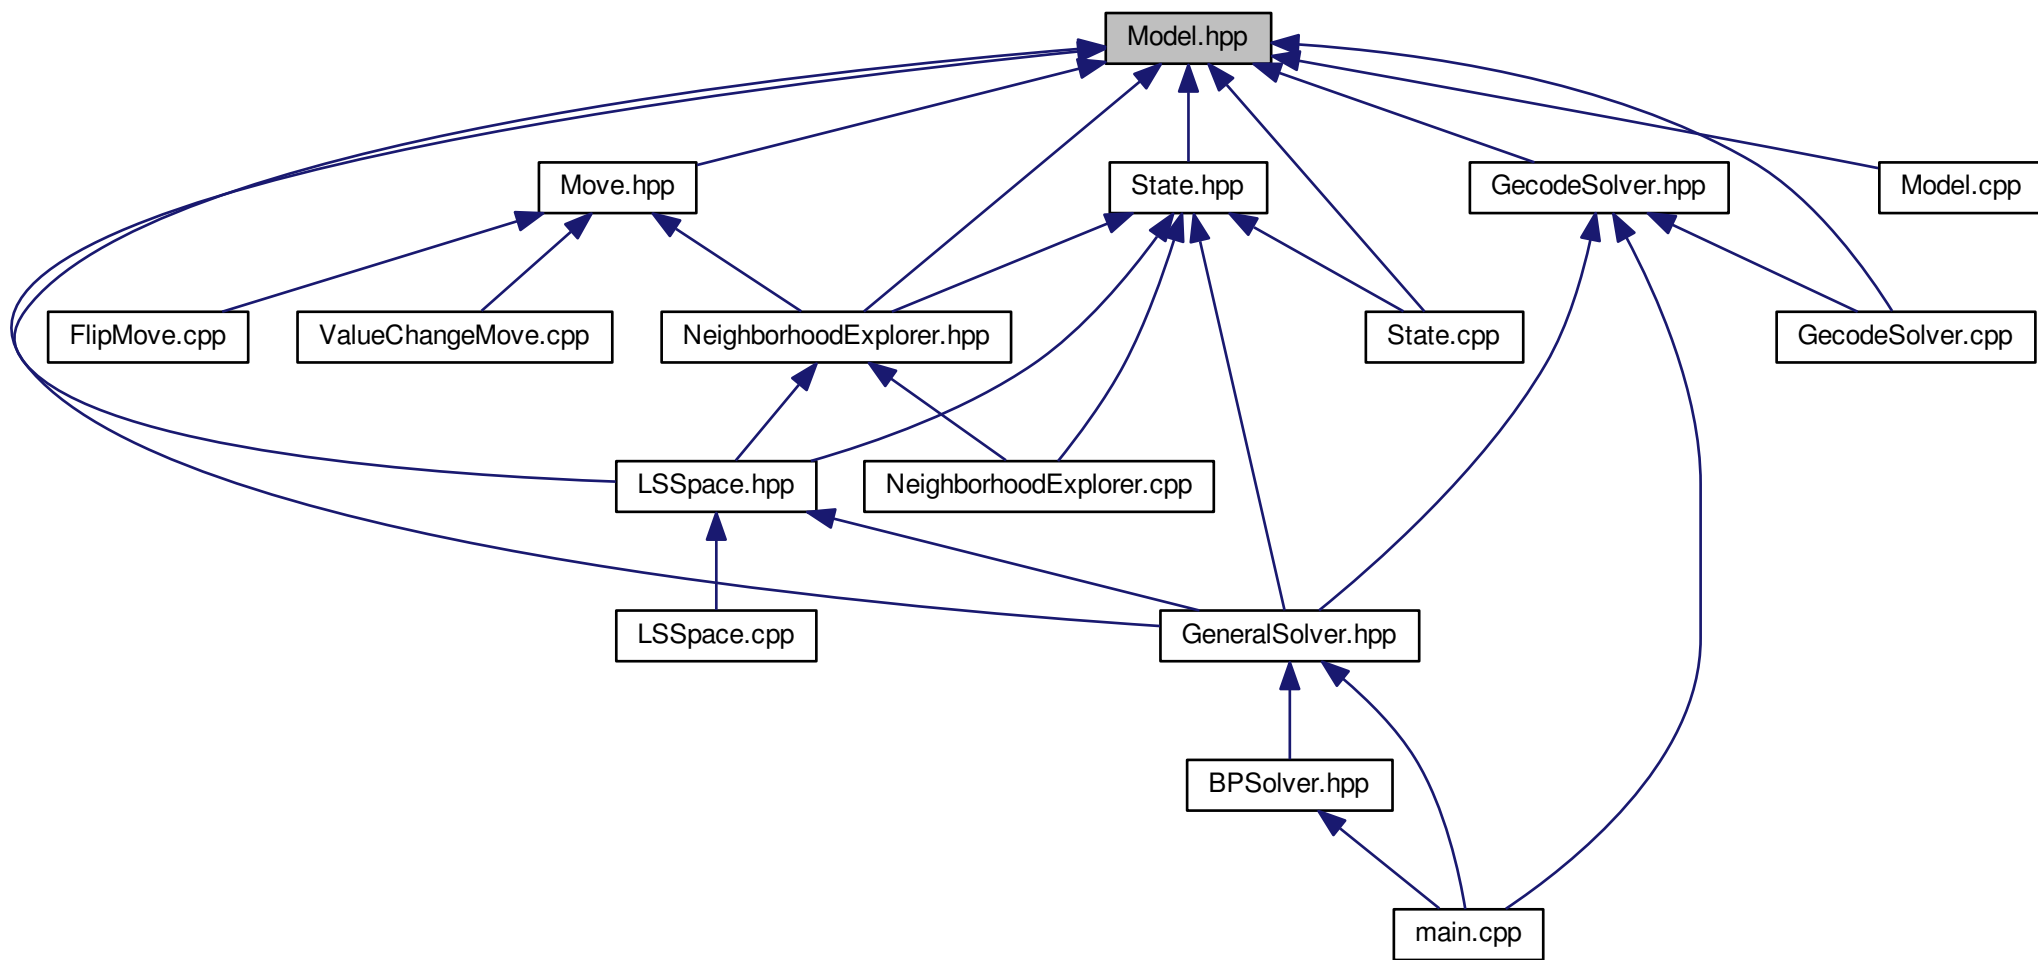 Model.hpp
Move.hpp
State.hpp
GecodeSolver.hpp
Model.cpp
FlipMove.cpp
ValueChangeMove.cpp
NeighborhoodExplorer.hpp
State.cpp
GecodeSolver.cpp
LSSpace.hpp
NeighborhoodExplorer.cpp
LSSpace.cpp
GeneralSolver.hpp
BPSolver.hpp
main.cpp